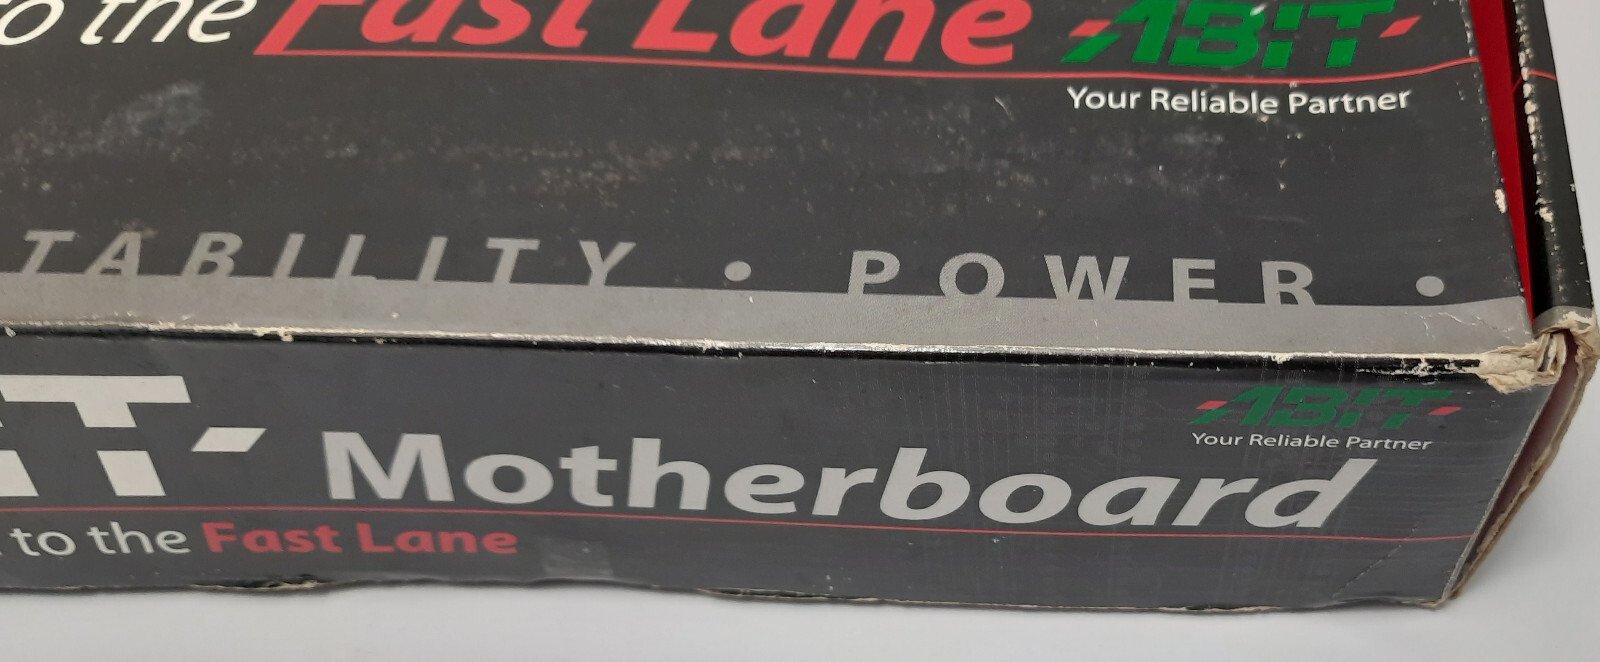 to the Fast Lane ABIT
Your Reliable Partner
TABILITY • POWER •
ABIT
Your Reliable Partner
IT Motherboard
to the Fast Lane